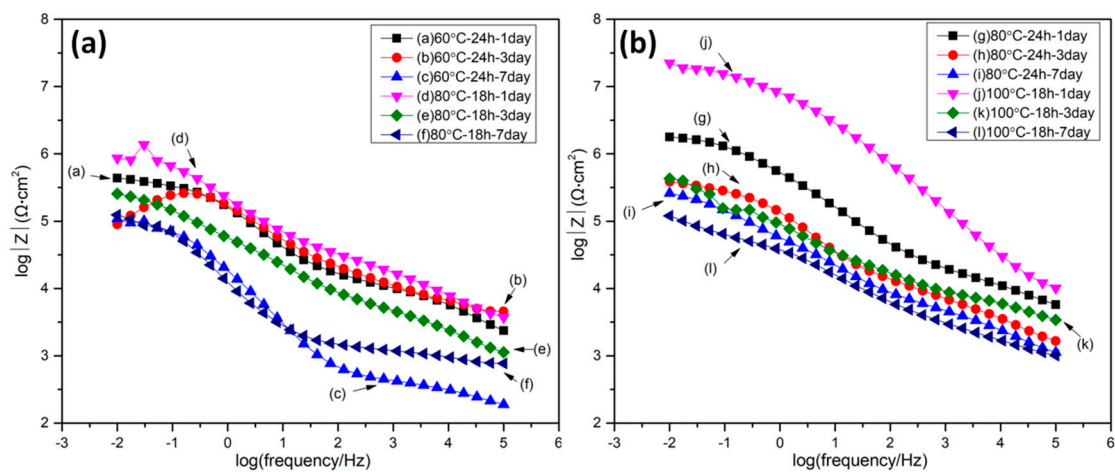 (a)
(a)60°C-24h-1day
(b)60°C-24h-3day
(c)60°C-24h-7day
(d)80°C-18h-1day
(e)80°C-18h-3day
(f)80°C-18h-7day
(d)
(a)
(b)
(e)
(f)
(c)
8
7
6
5
4
3
2
-3 -2 -1 0 1 2 3 4 5 6
log(frequency/Hz)
log|Z|(Ω·cm²)
(b)
(g)80°C-24h-1day
(h)80°C-24h-3day
(i)80°C-24h-7day
(j)100°C-18h-1day
(k)100°C-18h-3day
(l)100°C-18h-7day
(j)
(g)
(h)
(i)
(l)
(k)
8
7
6
5
4
3
2
-3 -2 -1 0 1 2 3 4 5 6
log(frequency/Hz)
log|Z|(Ω·cm²)